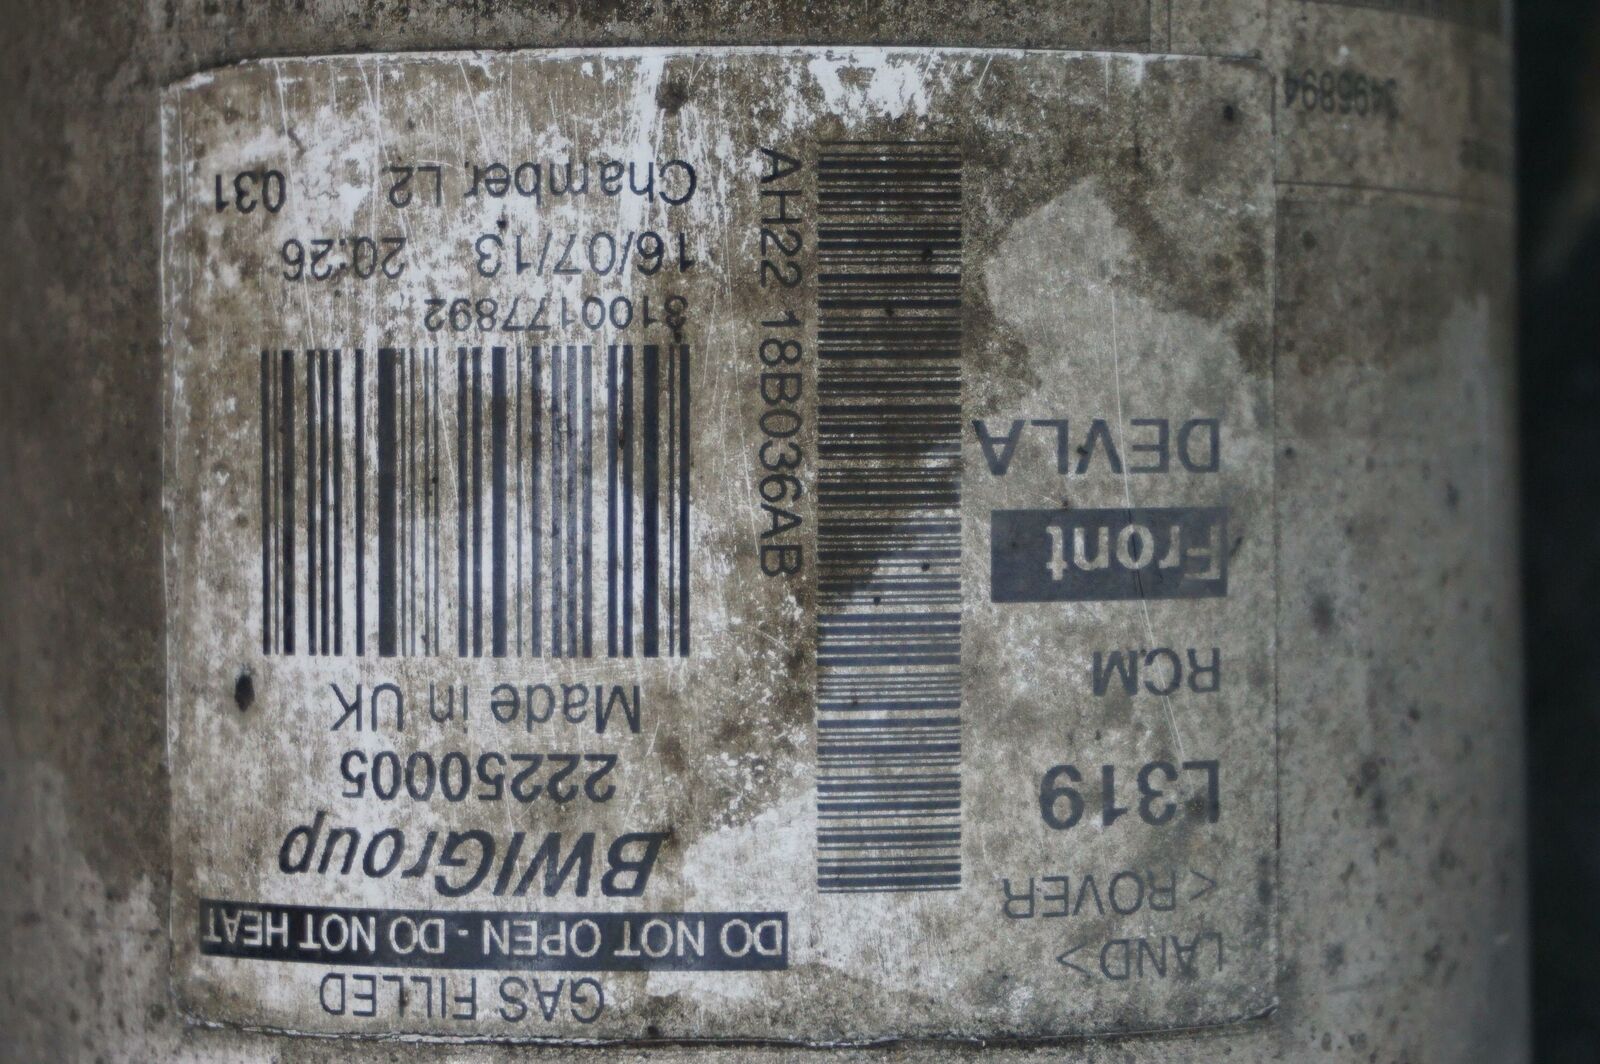 LAND>
<ROVER
L319
RCM
Front
DEVLA
AH22 18B036AB
GAS FILLED
DO NOT OPEN - DO NOT HEAT
BWIGroup
22250005
Made in UK
3100177892
16/07/13 20:26
Chamber L2 031
3496894